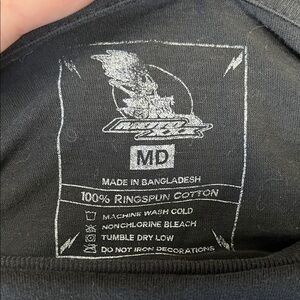 MD
MADE IN BANGLADESH
100% RINGSPUN COTTON
MACHINE WASH COLD
NONCHLORINE BLEACH
TUMBLE DRY LOW
DO NOT IRON DECORATIONS